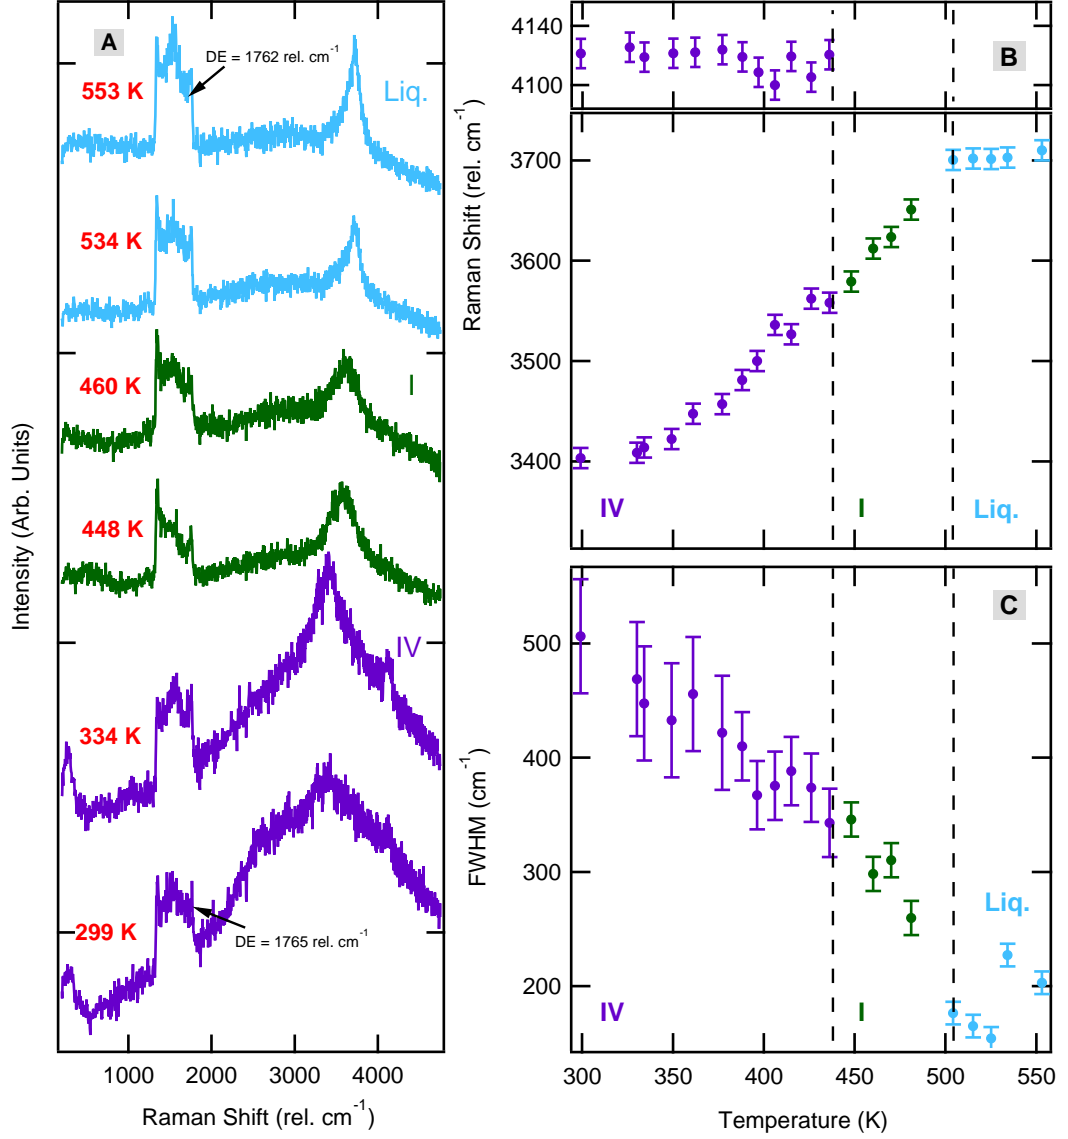 A
DE = 1762 rel. cm⁻¹
553 K
Liq.
534 K
460 K
I
448 K
IV
334 K
299 K
DE = 1765 rel. cm⁻¹
Intensity (Arb. Units)
1000 2000 3000 4000
Raman Shift (rel. cm⁻¹)
B
4140
4100
3700
3600
3500
3400
Raman Shift (rel. cm⁻¹)
IV I Liq.
C
500
400
300
200
FWHM (cm⁻¹)
Liq.
IV I
300 350 400 450 500 550
Temperature (K)